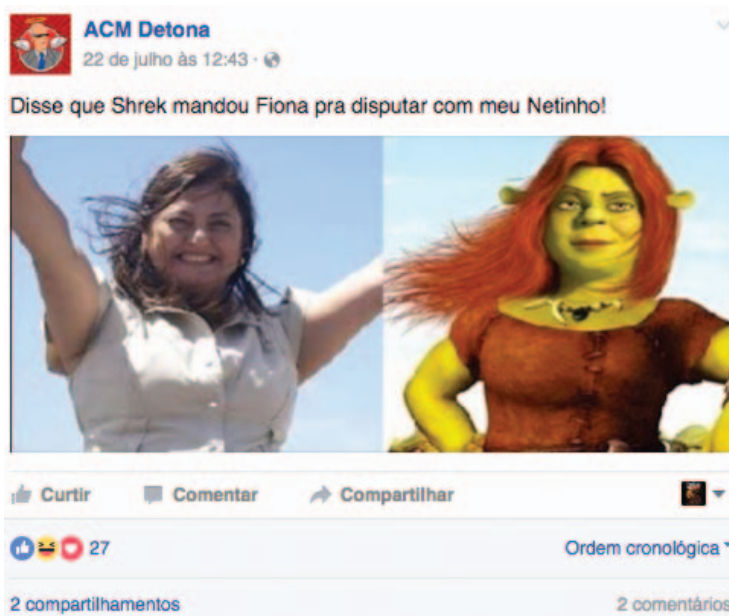 ACM Detona
22 de julho às 12:43 ·
Disse que Shrek mandou Fiona pra disputar com meu Netinho!
Curtir Comentar Compartilhar
27 Ordem cronológica
2 compartilhamentos 2 comentários